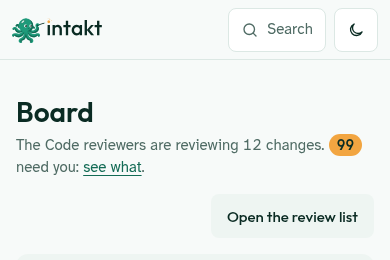 intakt
Search
Board
The Code reviewers are reviewing 12 changes. 99
need you: see what.
Open the review list